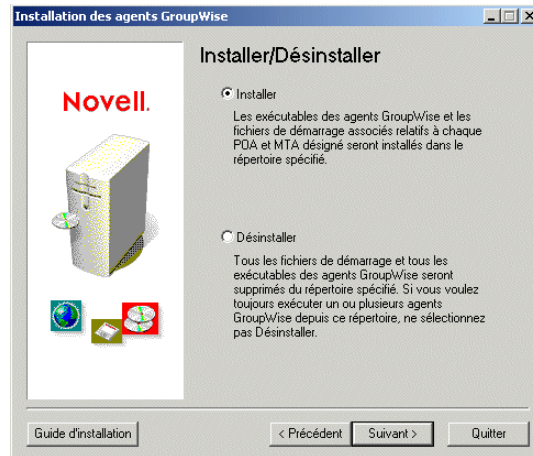 Installation des agents GroupWise
Installer/Désinstaller
Novell.
Installer
Les exécutables des agents GroupWise et les
fichiers de démarrage associés relatifs à chaque
POA et MTA désigné seront installés dans le
répertoire spécifié.
Désinstaller
Tous les fichiers de démarrage et tous les
exécutables des agents GroupWise seront
supprimés du répertoire spécifié. Si vous voulez
toujours exécuter un ou plusieurs agents
GroupWise depuis ce répertoire, ne sélectionnez
pas Désinstaller.
Guide d'installation
< Précédent
Suivant >
Quitter